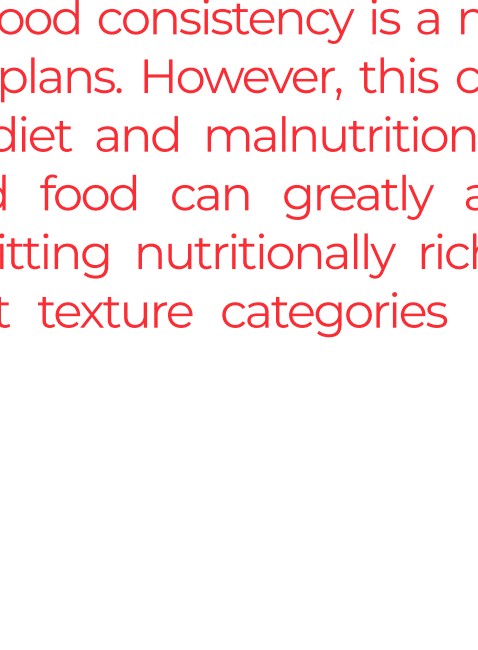 ood consistency is a
plans. However, this
diet and malnutrition
food can greatly
itting nutritionally rich
texture categories